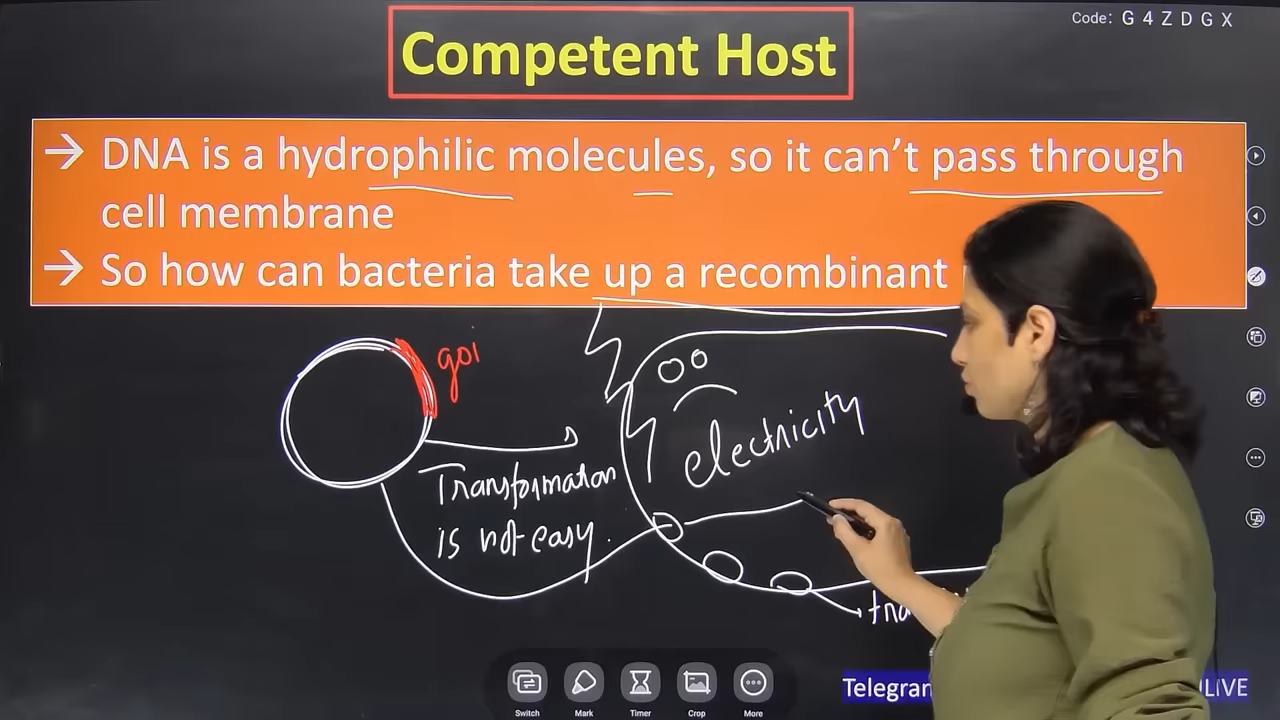 Code: G 4 Z D G X
Competent Host
→ DNA is a hydrophilic molecules, so it can't pass through
cell membrane
→ So how can bacteria take up a recombinant
goi
electricity
Transformation
is not easy.
Switch Mark Timer Crop More